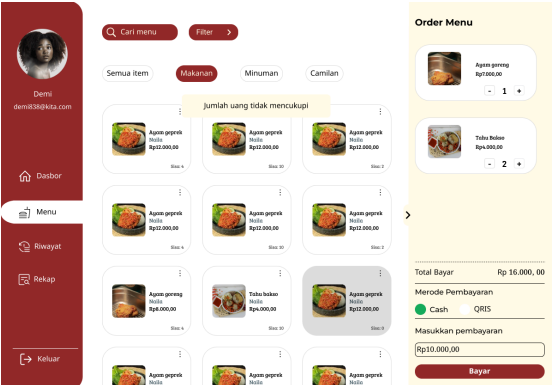 Demi
demi838@kita.com
Dasbor
Menu
Riwayat
Rekap
Keluar
Cari menu
Filter
Semua item
Makanan
Minuman
Camilan
Jumlah uang tidak mencukupi
Ayam geprek
Naila
Rp12.000,00
Sisa: 4
Ayam geprek
Naila
Rp12.000,00
Sisa: 10
Ayam geprek
Naila
Rp12.000,00
Sisa: 2
Ayam geprek
Naila
Rp12.000,00
Sisa: 4
Ayam geprek
Naila
Rp12.000,00
Sisa: 10
Ayam geprek
Naila
Rp12.000,00
Sisa: 2
Ayam goreng
Naila
Rp8.000,00
Sisa: 4
Tahu bakso
Naila
Rp4.000,00
Sisa: 10
Ayam geprek
Naila
Rp12.000,00
Sisa: 0
Ayam geprek
Naila
Ayam geprek
Naila
Ayam geprek
Naila
Order Menu
Ayam goreng
Rp7.000,00
- 1 +
Tahu Bakso
Rp4.000,00
- 2 +
Total Bayar Rp 16.000, 00
Merode Pembayaran
Cash QRIS
Masukkan pembayaran
Rp10.000,00
Bayar